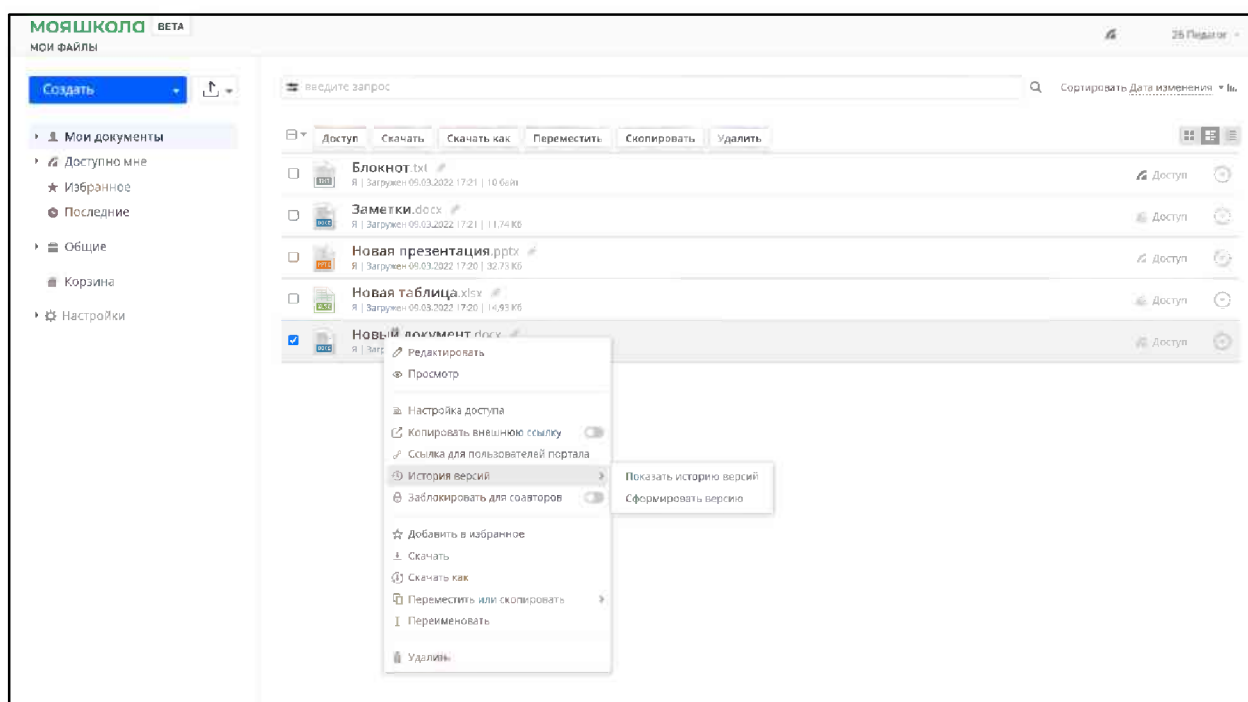 МОЯШКОЛА BETA
МОИ ФАЙЛЫ
26 Педагог
Создать
введите запрос
Сортировать Дата изменения
Мои документы
Доступно мне
Избранное
Последние
Общие
Корзина
Настройки
Доступ Скачать Скачать как Переместить Скопировать Удалить
Блокнот.txt
Я | Загружен 09.03.2022 17:21 | 10 байт
Доступ
Заметки.docx
Я | Загружен 09.03.2022 17:21 | 11,74 Кб
Доступ
Новая презентация.pptx
Я | Загружен 09.03.2022 17:20 | 32,73 Кб
Доступ
Новая таблица.xlsx
Я | Загружен 09.03.2022 17:20 | 14,93 Кб
Доступ
Новый документ.docx
Я | Загр
Доступ
Редактировать
Просмотр
Настройка доступа
Копировать внешнюю ссылку
Ссылка для пользователей портала
История версий
Показать историю версий
Заблокировать для соавторов
Сформировать версию
Добавить в избранное
Скачать
Скачать как
Переместить или скопировать
Переименовать
Удалить